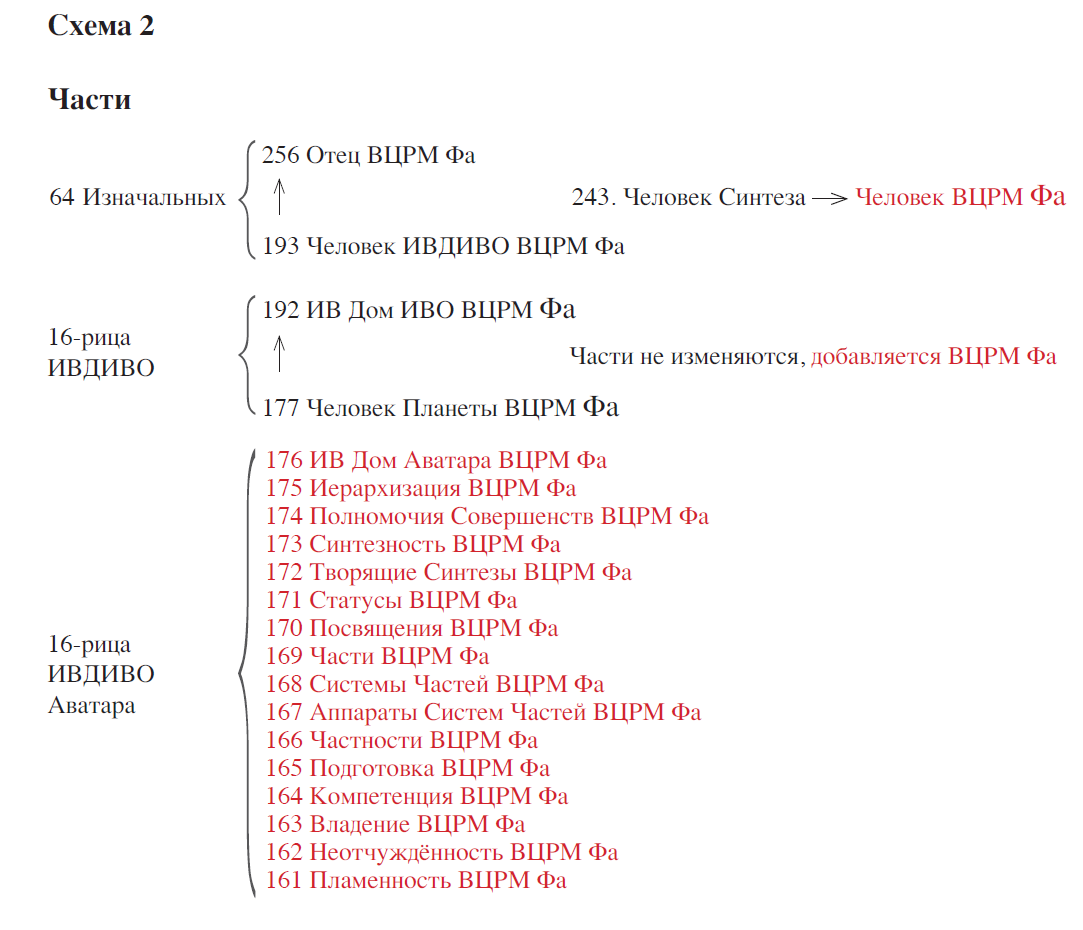 Схема 2
Части
64 Изначальных
256 Отец ВЦРМ Фа
193 Человек ИВДИВО ВЦРМ Фа
243. Человек Синтеза → Человек ВЦРМ Фа
16-рица
ИВДИВО
192 ИВ Дом ИВО ВЦРМ Фа
177 Человек Планеты ВЦРМ Фа
Части не изменяются, добавляется ВЦРМ Фа
16-рица
ИВДИВО
Аватара
176 ИВ Дом Аватара ВЦРМ Фа
175 Иерархизация ВЦРМ Фа
174 Полномочия Совершенств ВЦРМ Фа
173 Синтезность ВЦРМ Фа
172 Творящие Синтезы ВЦРМ Фа
171 Статусы ВЦРМ Фа
170 Посвящения ВЦРМ Фа
169 Части ВЦРМ Фа
168 Системы Частей ВЦРМ Фа
167 Аппараты Систем Частей ВЦРМ Фа
166 Частности ВЦРМ Фа
165 Подготовка ВЦРМ Фа
164 Компетенция ВЦРМ Фа
163 Владение ВЦРМ Фа
162 Неотчуждённость ВЦРМ Фа
161 Пламенность ВЦРМ Фа